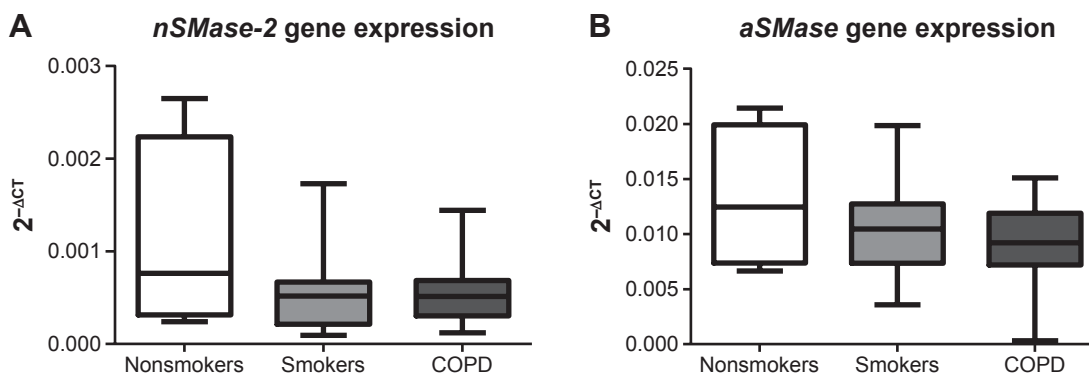 A
nSMase-2 gene expression
0.003
0.002
0.001
0.000
2−ΔCT
Nonsmokers Smokers COPD
B
aSMase gene expression
0.025
0.020
0.015
0.010
0.005
0.000
2−ΔCT
Nonsmokers Smokers COPD